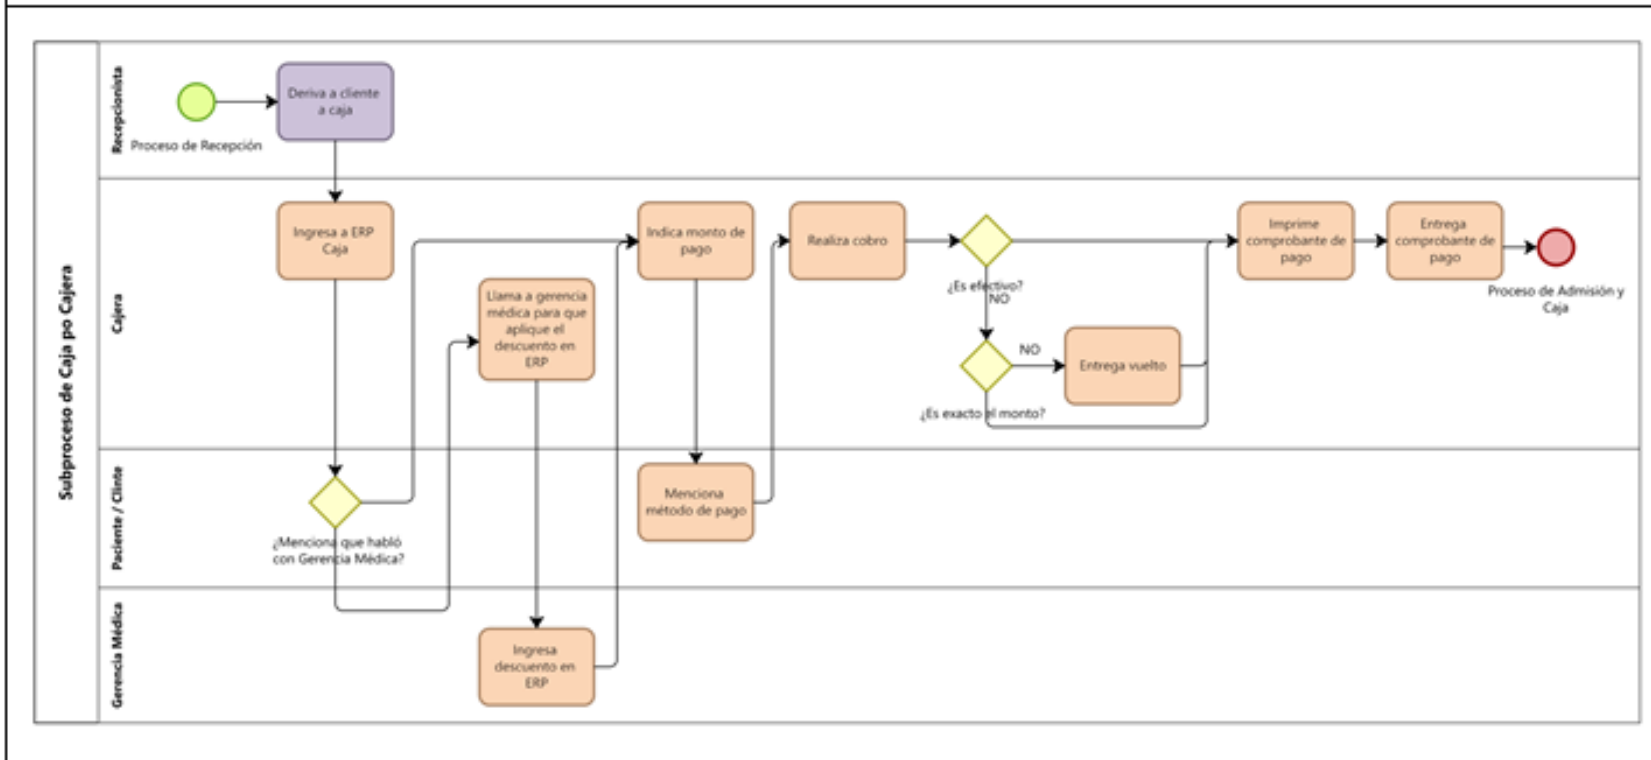 Subproceso de Caja po Cajera
Recepcionista
Proceso de Recepción
Deriva a cliente
a caja
Cajera
Ingresa a ERP
Caja
Llama a gerencia
médica para que
aplique el
descuento en
ERP
Indica monto de
pago
Realiza cobro
¿Es efectivo?
NO
¿Es exacto el monto?
NO
Entrega vuelto
Imprime
comprobante de
pago
Entrega
comprobante de
pago
Proceso de Admisión y
Caja
Paciente / Clinte
¿Menciona que habló
con Gerencia Médica?
Menciona
método de pago
Gerencia Médica
Ingresa
descuento en
ERP